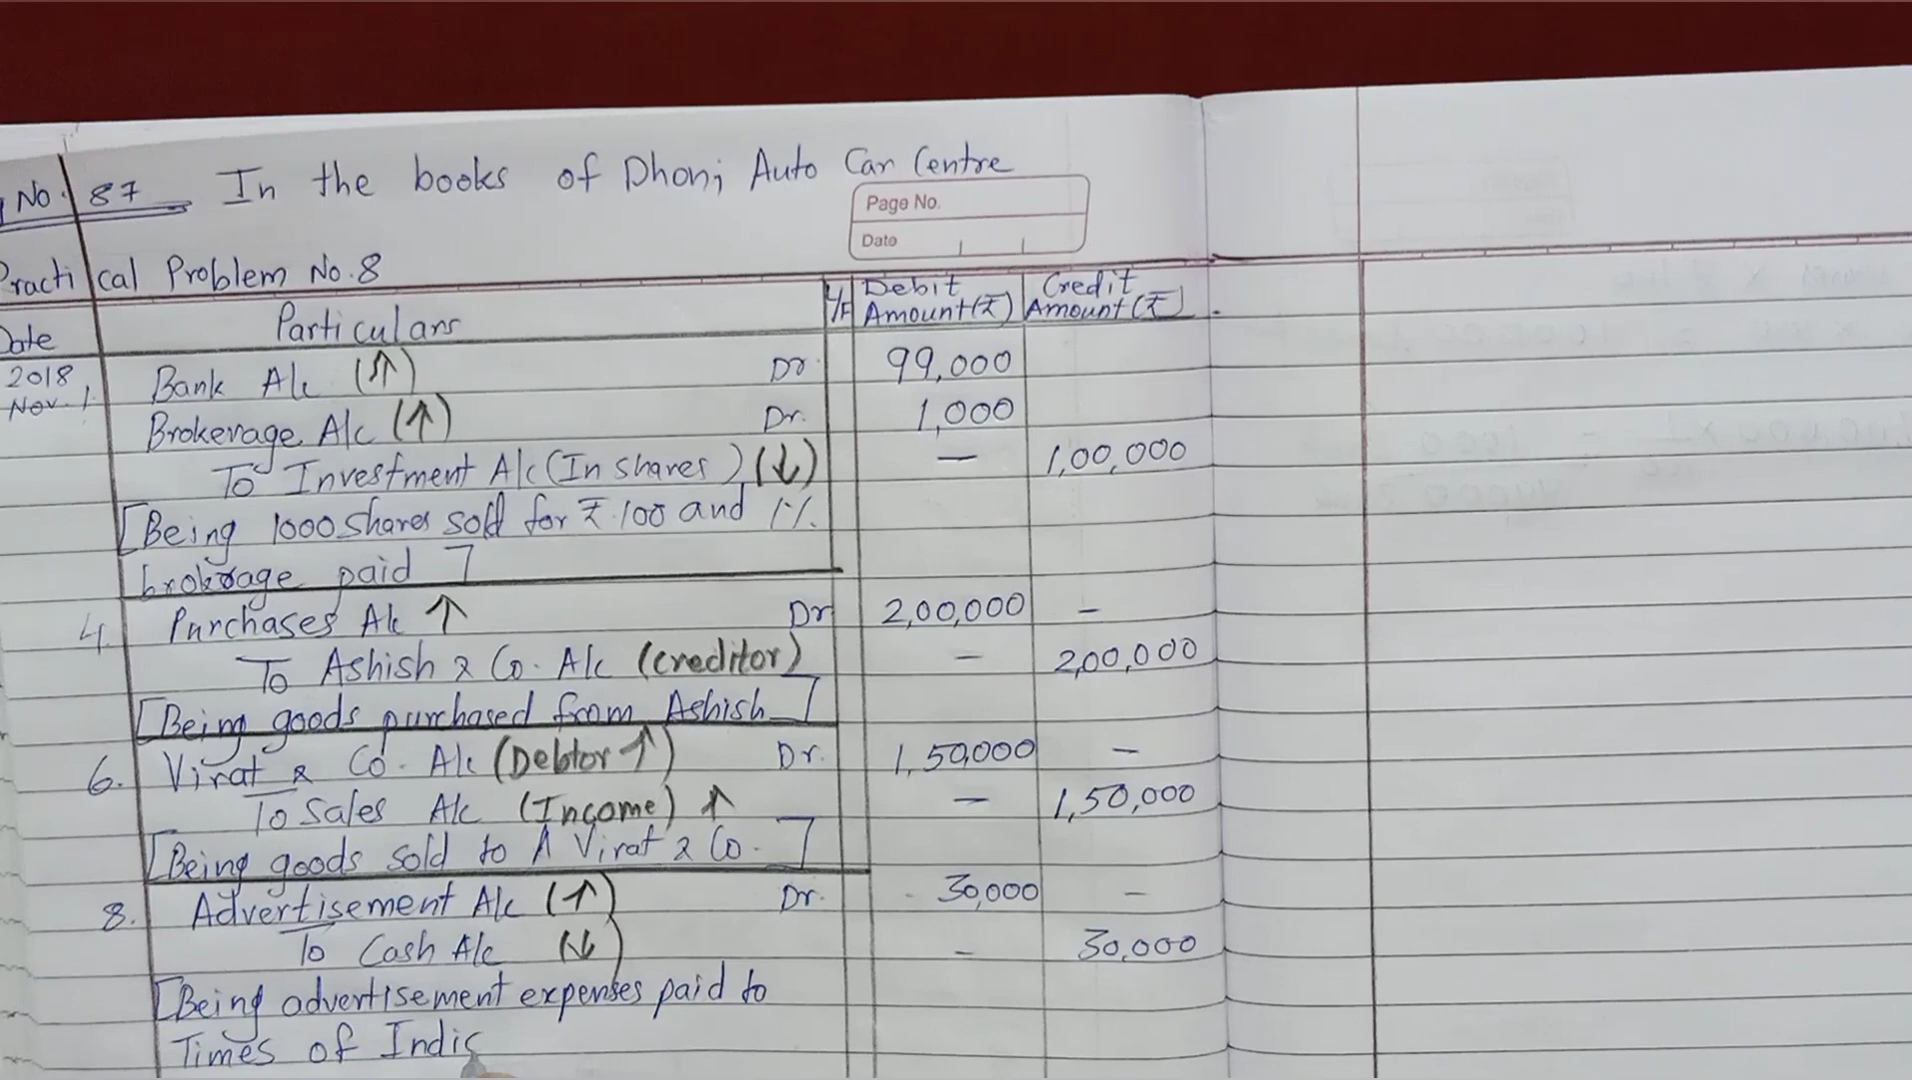 No. 87 In the books of Dhoni Auto Car Centre
Page No.
Date
Practical Problem No. 8
Date Particulars L/F Debit Amount (₹) Credit Amount (₹)
2018, Nov. 1 Bank A/c (↑) Dr 99,000
Brokerage A/c (↑) Dr. 1,000
To Investment A/c (In shares) (↓) — 1,00,000
[Being 1000 shares sold for ₹.100 and 1%.
brokrage paid]
4. Purchases A/c ↑ Dr 2,00,000 —
To Ashish & Co. A/c (creditor) — 2,00,000
[Being goods purchased from Ashish]
6. Virat & Co. A/c (Debtor ↑) Dr. 1,50,000 —
To Sales A/c (Income) ↑ — 1,50,000
[Being goods sold to A Virat & Co.]
8. Advertisement A/c (↑) Dr. 30,000 —
To Cash A/c (↓) — 30,000
[Being advertisement expenses paid to
Times of Indi